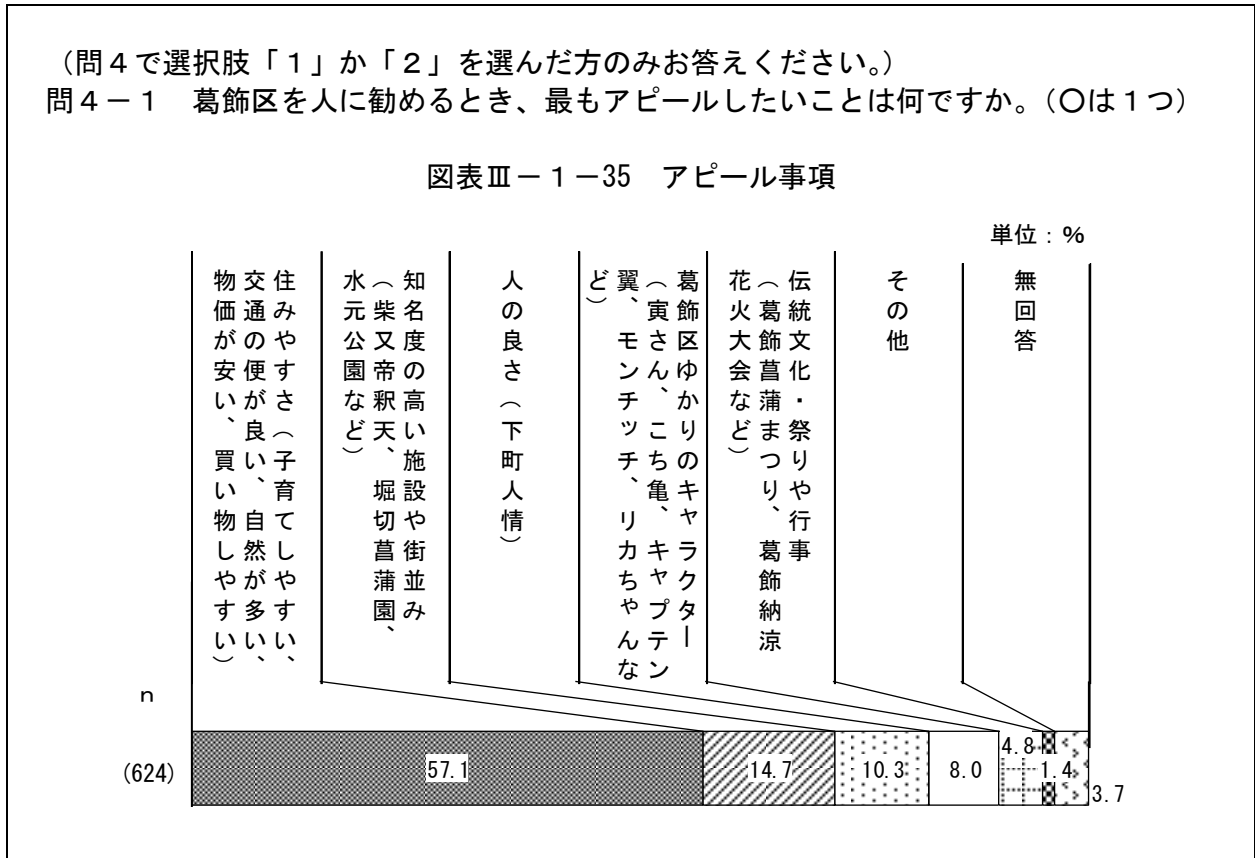 （問４で選択肢「１」か「２」を選んだ方のみお答えください。）
問４－１　葛飾区を人に勧めるとき、最もアピールしたいことは何ですか。（○は１つ）
図表Ⅲ－１－35　アピール事項
単位：％
住みやすさ（子育てしやすい、
交通の便が良い、自然が多い、
物価が安い、買い物しやすい）
知名度の高い施設や街並み
（柴又帝釈天、堀切菖蒲園、
水元公園など）
人の良さ（下町人情）
葛飾区ゆかりのキャラクター
（寅さん、こち亀、キャプテン
翼、モンチッチ、リカちゃんな
ど）
伝統文化・祭りや行事
（葛飾菖蒲まつり、葛飾納涼
花火大会など）
その他
無回答
ｎ
(624)
57.1
14.7
10.3
8.0
4.8
1.4
3.7